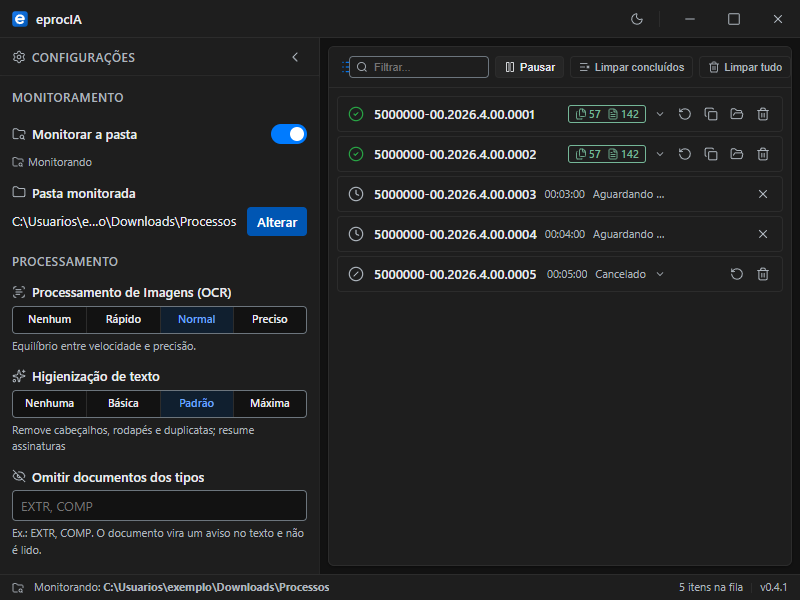 eprocIA
CONFIGURAÇÕES
MONITORAMENTO
Monitorar a pasta
Monitorando
Pasta monitorada
C:\Usuarios\e...o\Downloads\Processos
Alterar
PROCESSAMENTO
Processamento de Imagens (OCR)
Nenhum Rápido Normal Preciso
Equilíbrio entre velocidade e precisão.
Higienização de texto
Nenhuma Básica Padrão Máxima
Remove cabeçalhos, rodapés e duplicatas; resume
assinaturas
Omitir documentos dos tipos
EXTR, COMP
Ex.: EXTR, COMP. O documento vira um aviso no texto e não
é lido.
Filtrar... Pausar Limpar concluídos Limpar tudo
5000000-00.2026.4.00.0001 57 142
5000000-00.2026.4.00.0002 57 142
5000000-00.2026.4.00.0003 00:03:00 Aguardando ...
5000000-00.2026.4.00.0004 00:04:00 Aguardando ...
5000000-00.2026.4.00.0005 00:05:00 Cancelado
Monitorando: C:\Usuarios\exemplo\Downloads\Processos
5 itens na fila v0.4.1